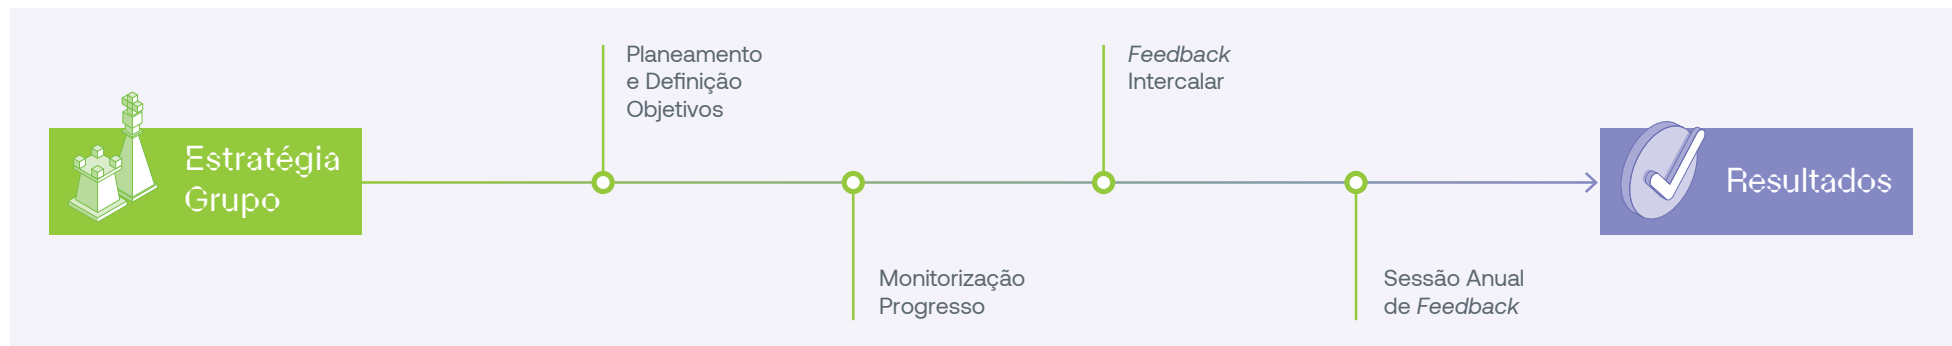 Estratégia
Grupo
Planeamento
e Definição
Objetivos
Monitorização
Progresso
Feedback
Intercalar
Sessão Anual
de Feedback
Resultados